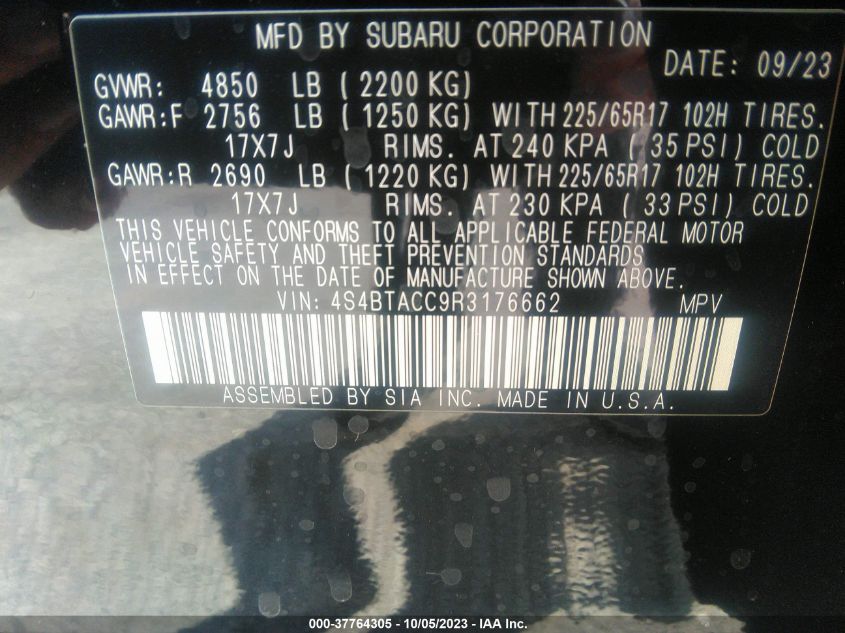 MFD BY SUBARU CORPORATION
DATE: 09/23
GVWR: 4850 LB ( 2200 KG)
GAWR:F 2756 LB ( 1250 KG) WITH 225/65R17 102H TIRES.
17X7J RIMS. AT 240 KPA ( 35 PSI) COLD
GAWR:R 2690 LB ( 1220 KG) WITH 225/65R17 102H TIRES.
17X7J RIMS. AT 230 KPA ( 33 PSI) COLD
THIS VEHICLE CONFORMS TO ALL APPLICABLE FEDERAL MOTOR
VEHICLE SAFETY AND THEFT PREVENTION STANDARDS
IN EFFECT ON THE DATE OF MANUFACTURE SHOWN ABOVE.
VIN: 4S4BTACC9R3176662 MPV
ASSEMBLED BY SIA INC. MADE IN U.S.A.
000-37764305 - 10/05/2023 - IAA Inc.